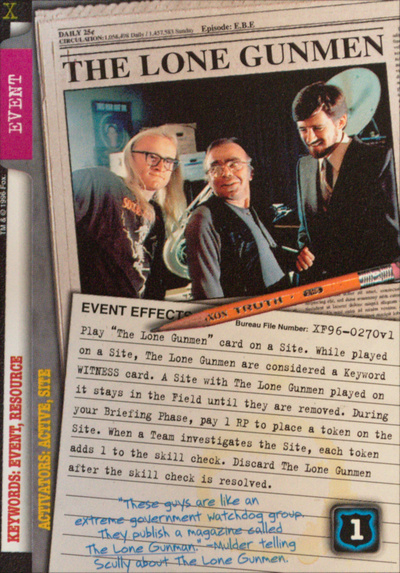 X
DAILY 25¢ Episode: E.B.E
CIRCULATION: 1,096,496 Daily / 1,457,563 Sunday
THE LONE GUNMEN
EVENT
TM & © 1996 Fox.
KEYWORDS: EVENT, RESOURCE
ACTIVATORS: ACTIVE, SITE
TRUTH
EVENT EFFECTS
Bureau File Number: XP96-0270v1
Play "The Lone Gunmen" card on a Site. While played
on a Site, The Lone Gunmen are considered a Keyword
WITNESS card. A Site with The Lone Gunmen played on
it stays in the Field until they are removed. During
your Briefing Phase, pay 1 RP to place a token on the
Site. When a Team investigates the Site, each token
adds 1 to the skill check. Discard The Lone Gunmen
after the skill check is resolved.
"These guys are like an
extreme government watchdog group.
They publish a magazine called
The Lone Gunman." —Mulder telling
Scully about The Lone Gunmen.
1